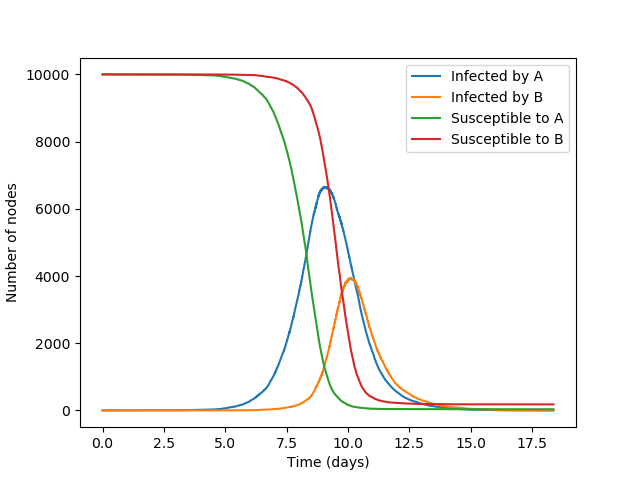 Infected by A
Infected by B
Susceptible to A
Susceptible to B
10000
8000
6000
4000
2000
0
Number of nodes
0.0 2.5 5.0 7.5 10.0 12.5 15.0 17.5
Time (days)